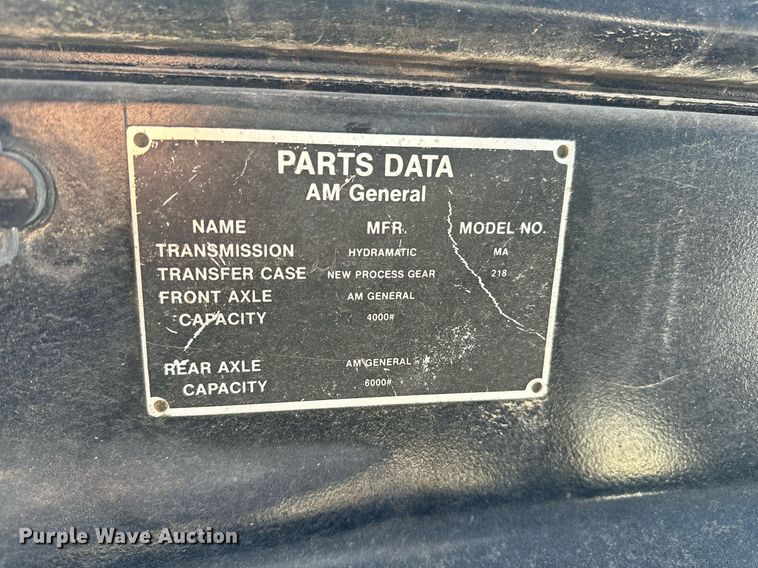 PARTS DATA
AM General
NAME MFR. MODEL NO.
TRANSMISSION HYDRAMATIC MA
TRANSFER CASE NEW PROCESS GEAR 218
FRONT AXLE AM GENERAL
CAPACITY 4000#
REAR AXLE AM GENERAL
CAPACITY 6000#
Purple Wave Auction